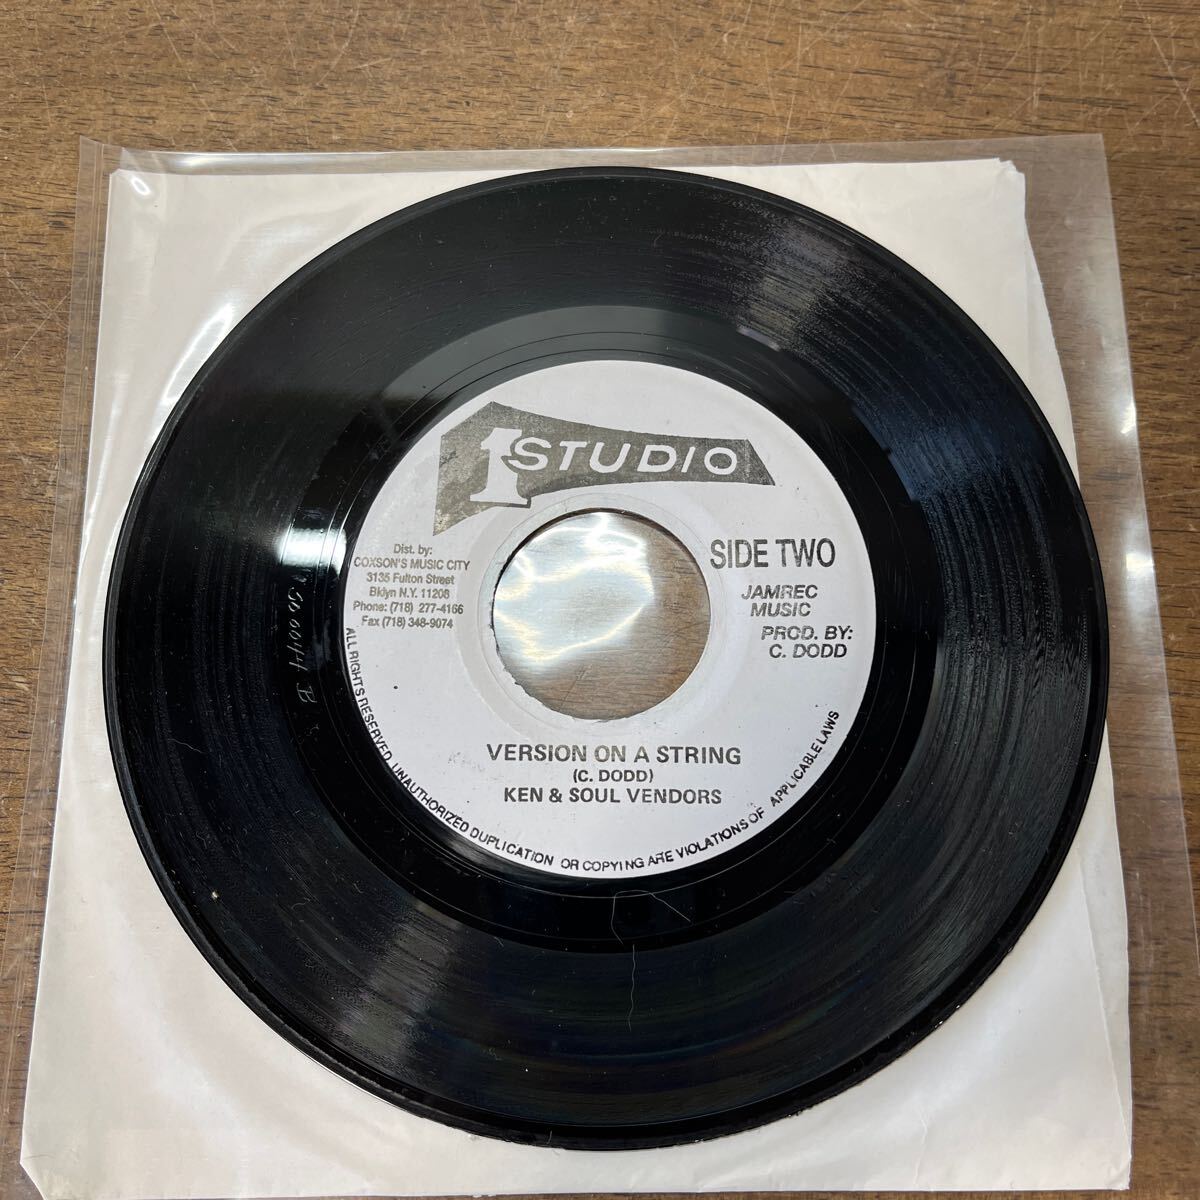 1 STUDIO
Dist. by:
COXSON'S MUSIC CITY
3135 Fulton Street
Bklyn N.Y. 11208
Phone: (718) 277-4166
Fax (718) 348-9074
SIDE TWO
JAMREC
MUSIC
PROD. BY:
C. DODD
VERSION ON A STRING
(C. DODD)
KEN & SOUL VENDORS
ALL RIGHTS RESERVED. UNAUTHORIZED DUPLICATION OR COPYING ARE VIOLATIONS OF APPLICABLE LAWS